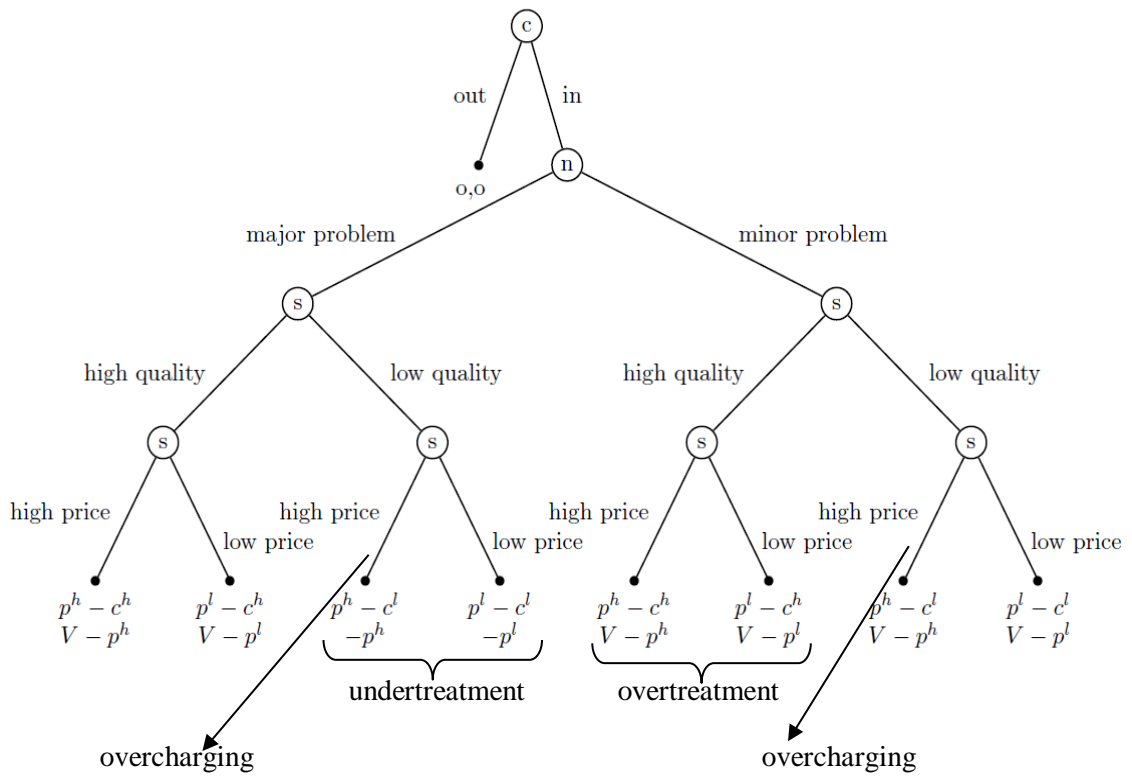 c
out
in
n
o,o
major problem
minor problem
s
s
high quality
low quality
high quality
low quality
s
s
s
s
high price
low price
high price
low price
high price
low price
high price
low price
p^h − c^h
V − p^h
p^l − c^h
V − p^l
p^h − c^l
−p^h
p^l − c^l
−p^l
p^h − c^h
V − p^h
p^l − c^h
V − p^l
p^h − c^l
V − p^h
p^l − c^l
V − p^l
undertreatment
overtreatment
overcharging
overcharging